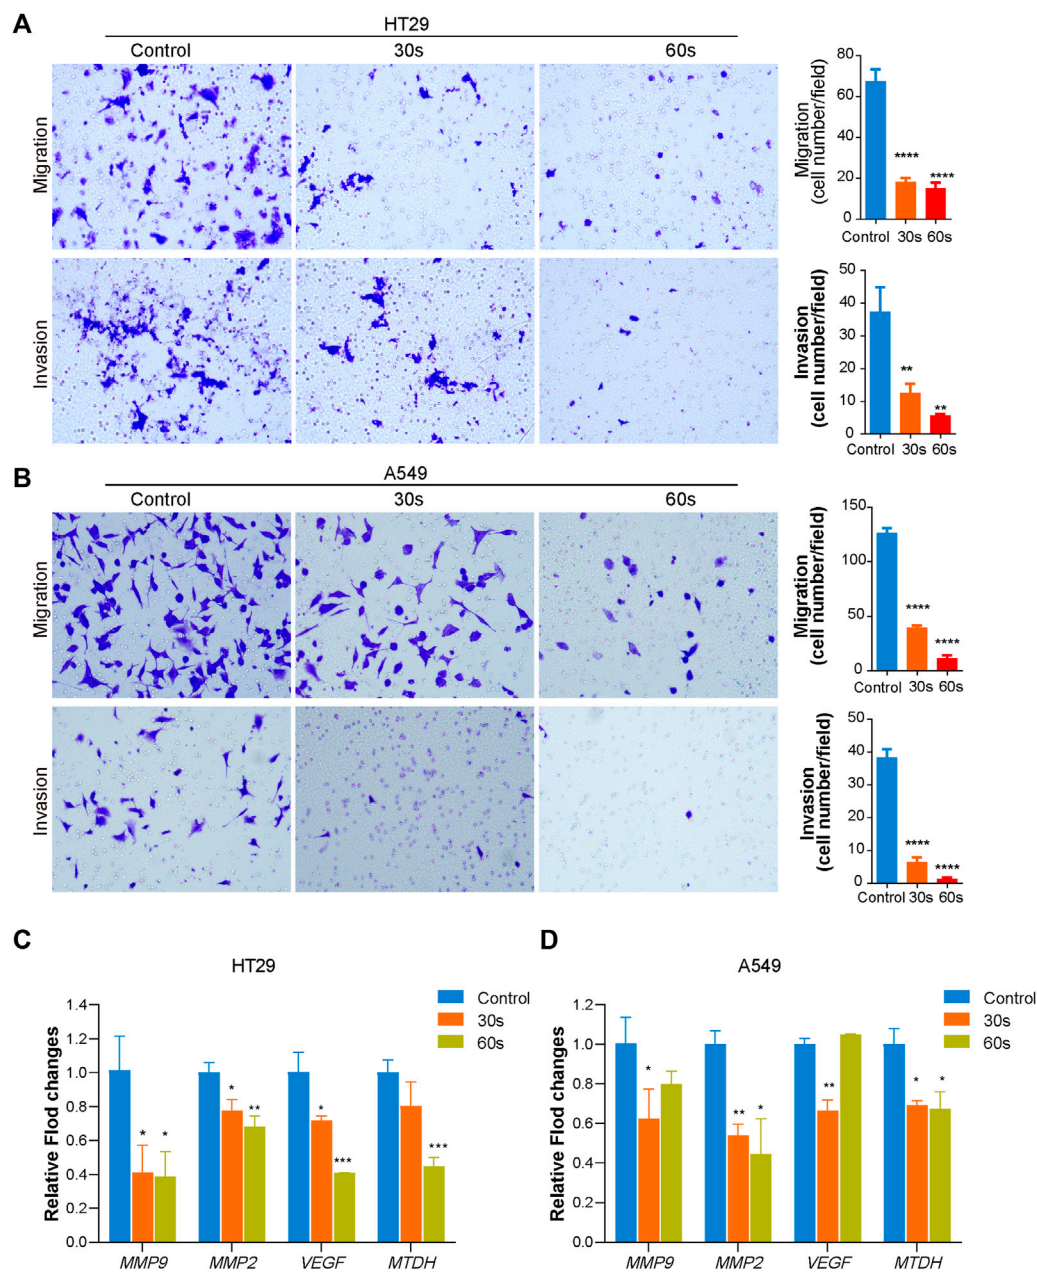 A
HT29
Control 30s 60s
Migration
Invasion
Migration
(cell number/field)
80
60
40
20
0
****
****
Control 30s 60s
Invasion
(cell number/field)
50
40
30
20
10
0
**
**
Control 30s 60s
B
A549
Control 30s 60s
Migration
Invasion
Migration
(cell number/field)
150
100
50
0
****
****
Control 30s 60s
Invasion
(cell number/field)
50
40
30
20
10
0
****
****
Control 30s 60s
C
HT29
Control
30s
60s
Relative Flod changes
1.4
1.2
1.0
0.8
0.6
0.4
0.2
0.0
* * * ** * *** ***
MMP9 MMP2 VEGF MTDH
D
A549
Control
30s
60s
Relative Flod changes
1.2
1.0
0.8
0.6
0.4
0.2
0.0
* ** * ** * *
MMP9 MMP2 VEGF MTDH